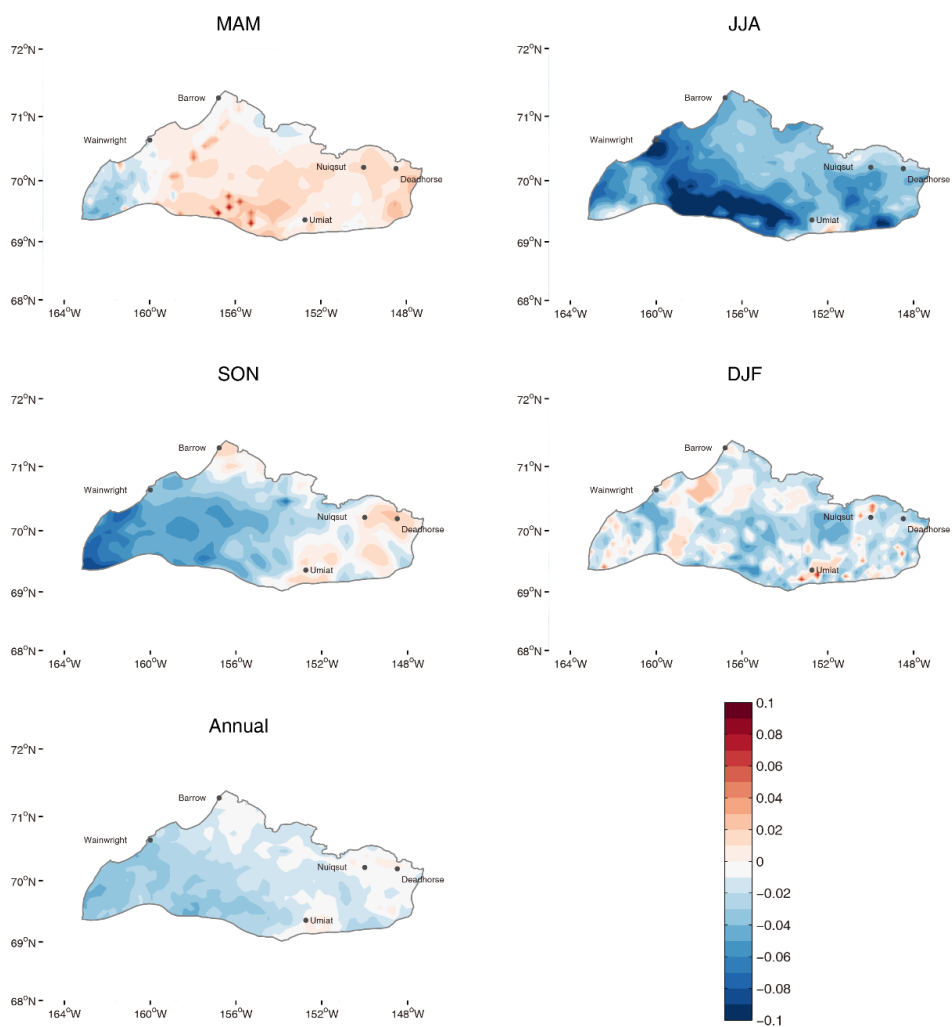 MAM
72°N
71°N
70°N
69°N
68°N
164°W 160°W 156°W 152°W 148°W
Barrow
Wainwright
Nuiqsut
Deadhorse
Umiat
JJA
72°N
71°N
70°N
69°N
68°N
164°W 160°W 156°W 152°W 148°W
Barrow
Wainwright
Nuiqsut
Deadhorse
Umiat
SON
72°N
71°N
70°N
69°N
68°N
164°W 160°W 156°W 152°W 148°W
Barrow
Wainwright
Nuiqsut
Deadhorse
Umiat
DJF
72°N
71°N
70°N
69°N
68°N
164°W 160°W 156°W 152°W 148°W
Barrow
Wainwright
Nuiqsut
Deadhorse
Umiat
Annual
72°N
71°N
70°N
69°N
68°N
164°W 160°W 156°W 152°W 148°W
Barrow
Wainwright
Nuiqsut
Deadhorse
Umiat
0.1
0.08
0.06
0.04
0.02
0
−0.01
−0.02
−0.04
−0.06
−0.08
−0.1